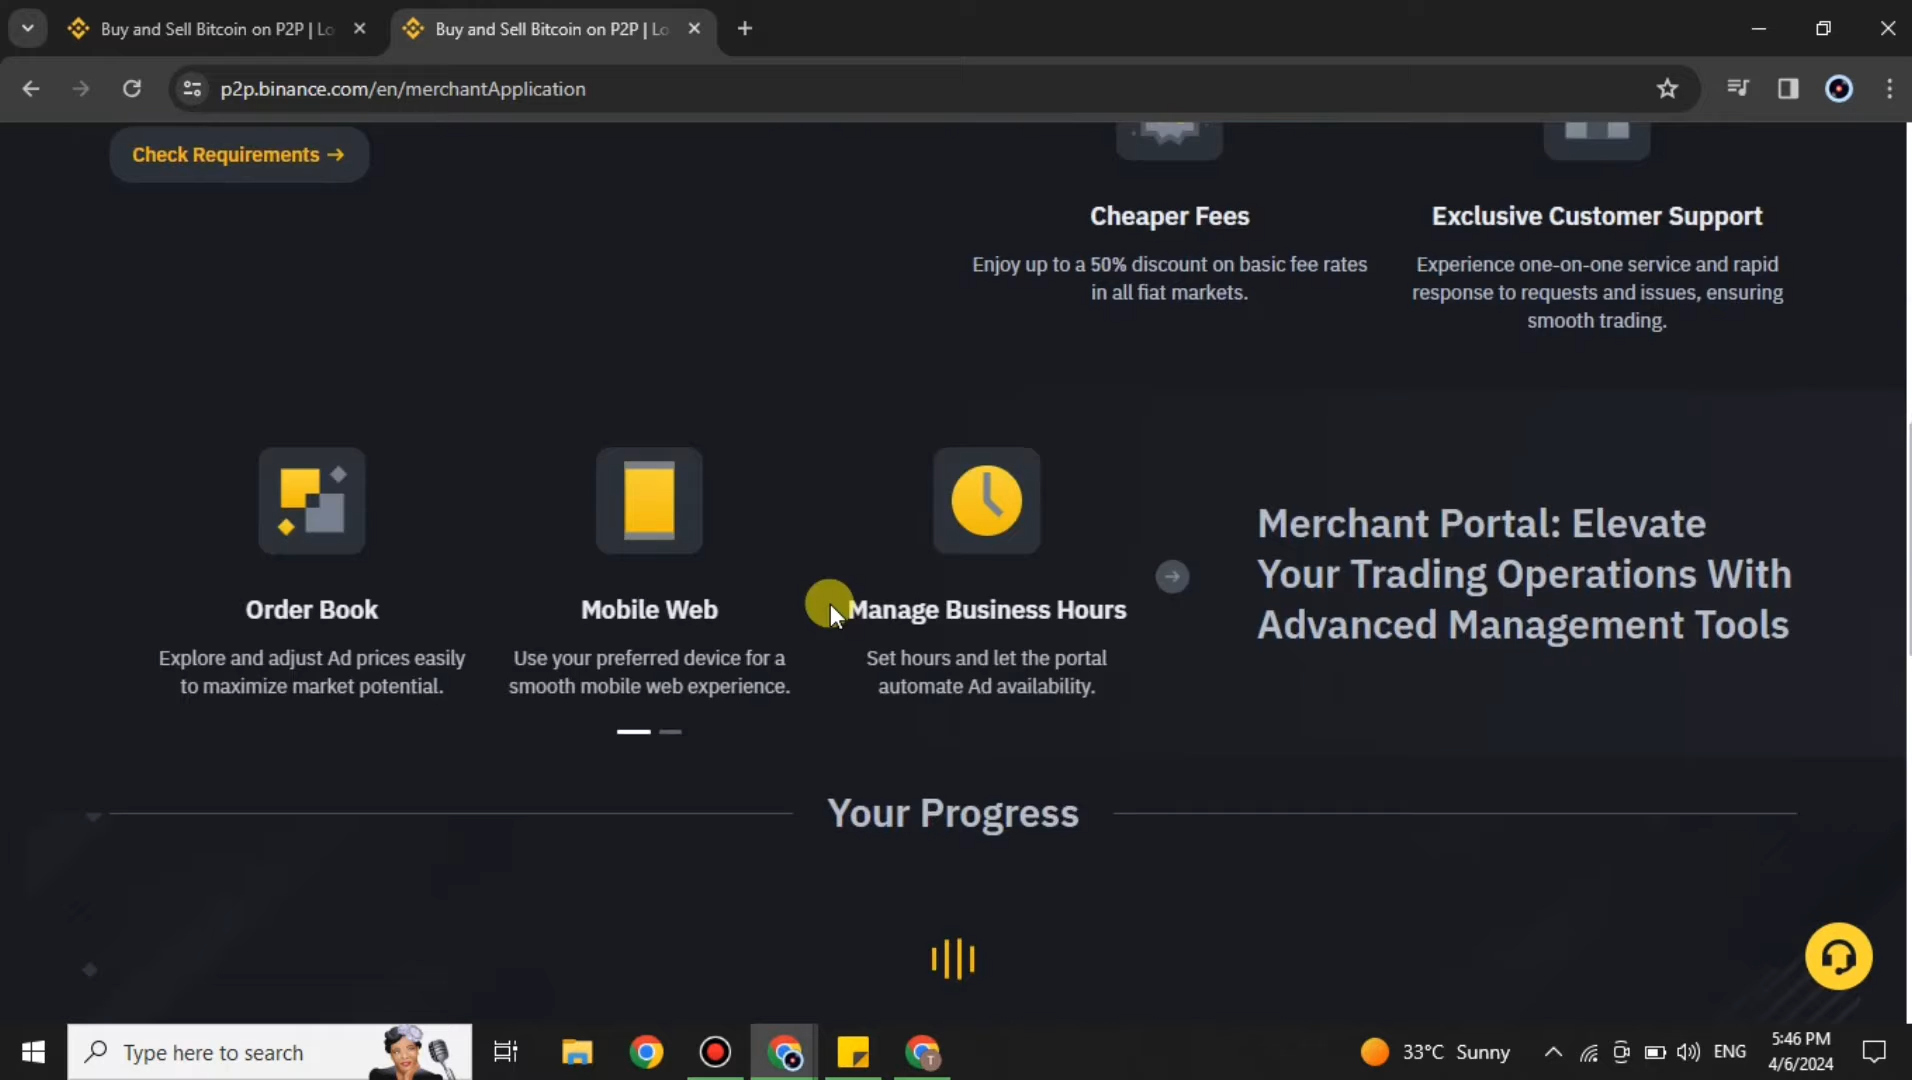 Buy and Sell Bitcoin on P2P | Lo
Buy and Sell Bitcoin on P2P | Lo
p2p.binance.com/en/merchantApplication
Check Requirements →
Cheaper Fees
Enjoy up to a 50% discount on basic fee rates
in all fiat markets.
Exclusive Customer Support
Experience one-on-one service and rapid
response to requests and issues, ensuring
smooth trading.
Order Book
Explore and adjust Ad prices easily
to maximize market potential.
Mobile Web
Use your preferred device for a
smooth mobile web experience.
Manage Business Hours
Set hours and let the portal
automate Ad availability.
Merchant Portal: Elevate
Your Trading Operations With
Advanced Management Tools
Your Progress
Type here to search
T
33°C Sunny
ENG
5:46 PM
4/6/2024